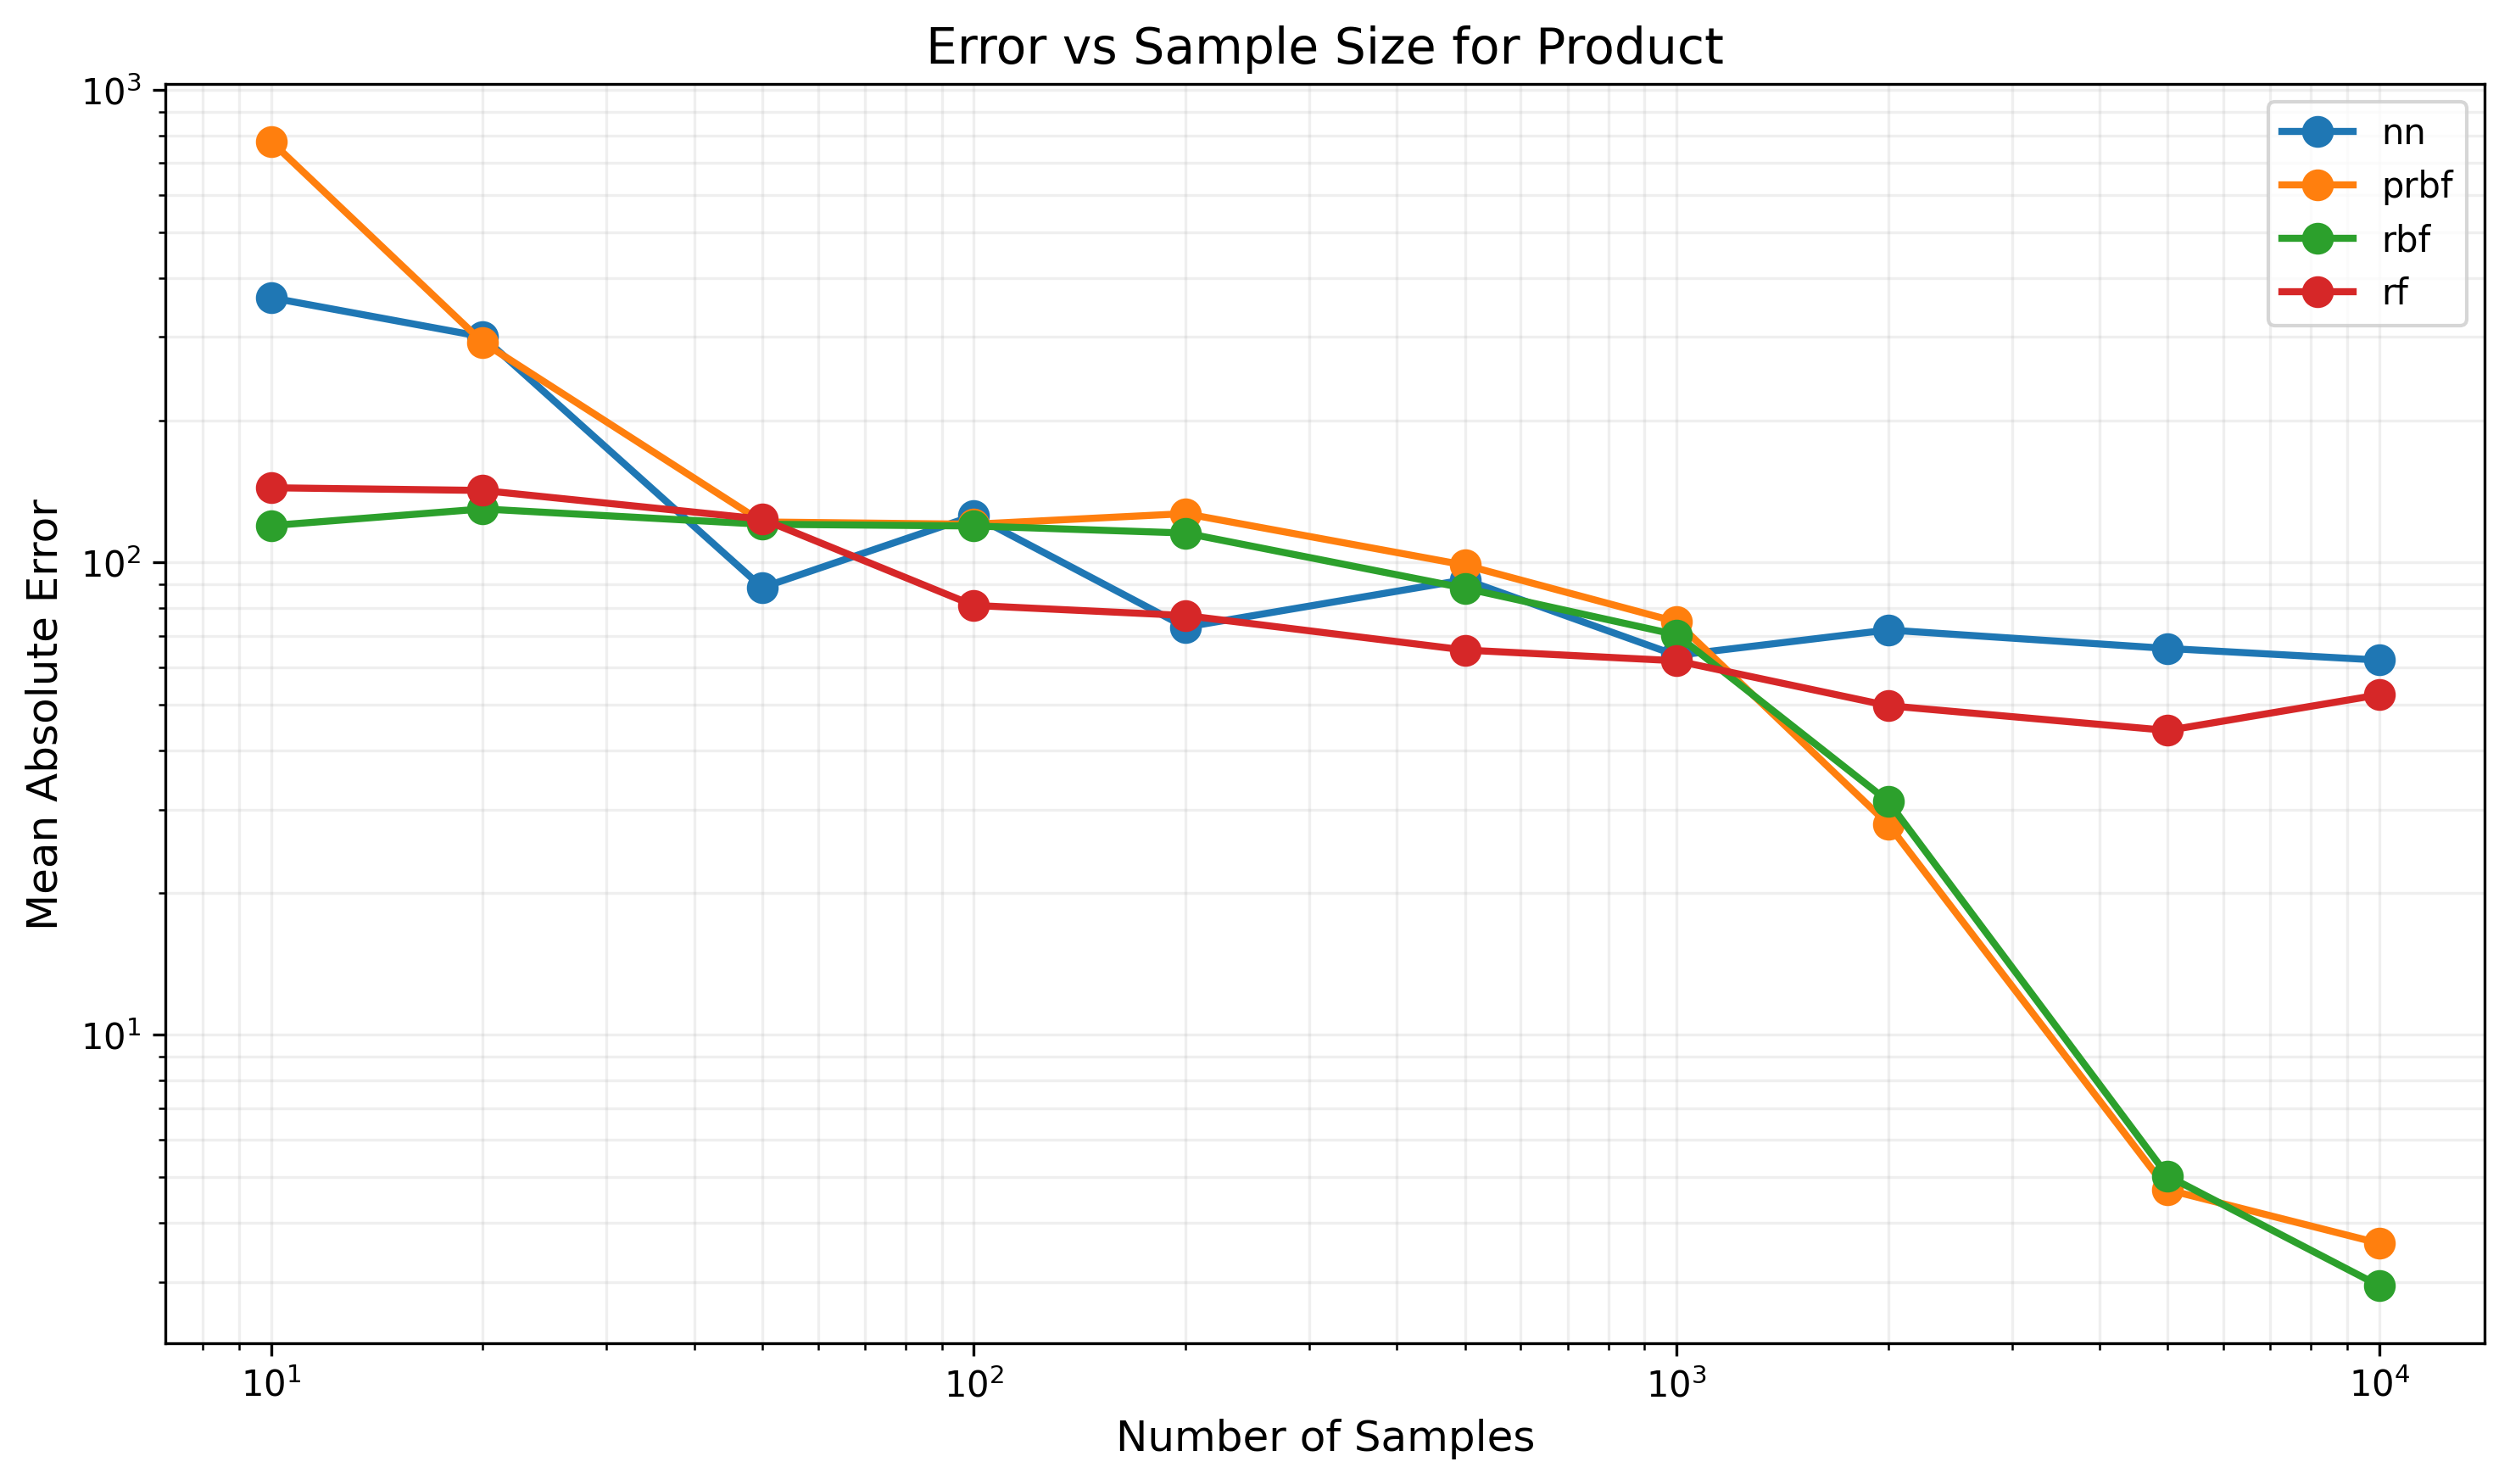 Error vs Sample Size for Product
Mean Absolute Error
10³
10²
10¹
nn
prbf
rbf
rf
10¹
10²
10³
10⁴
Number of Samples